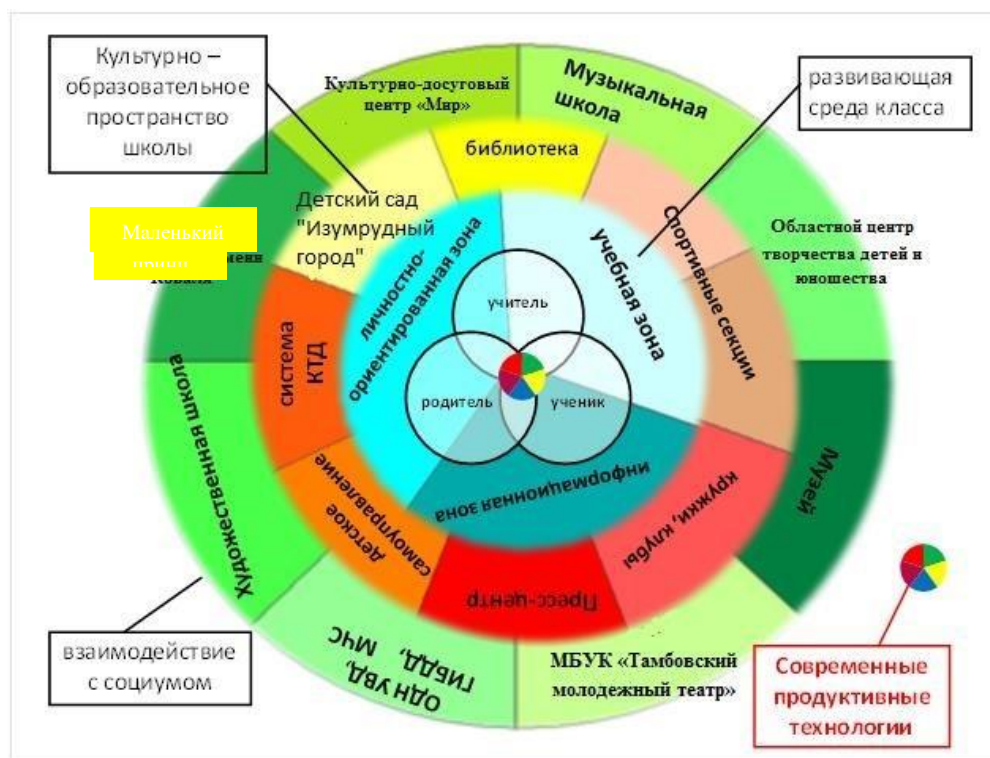 Культурно –
образовательное
пространство
школы
Культурно-досуговый
центр «Мир»
Музыкальная
школа
развивающая
среда класса
библиотека
Детский сад
"Изумрудный
город"
Маленький
личностно-
ориентированная зона
учебная зона
Спортивные секции
Областной центр
творчества детей и
юношества
учитель
родитель
ученик
система
КТД
Художественная школа
информационная зона
Музей
детское
самоуправление
кружки, клубы
Пресс-центр
ОДН УВД,
ГИБДД, МЧС
МБУК «Тамбовский
молодежный театр»
взаимодействие
с социумом
Современные
продуктивные
технологии